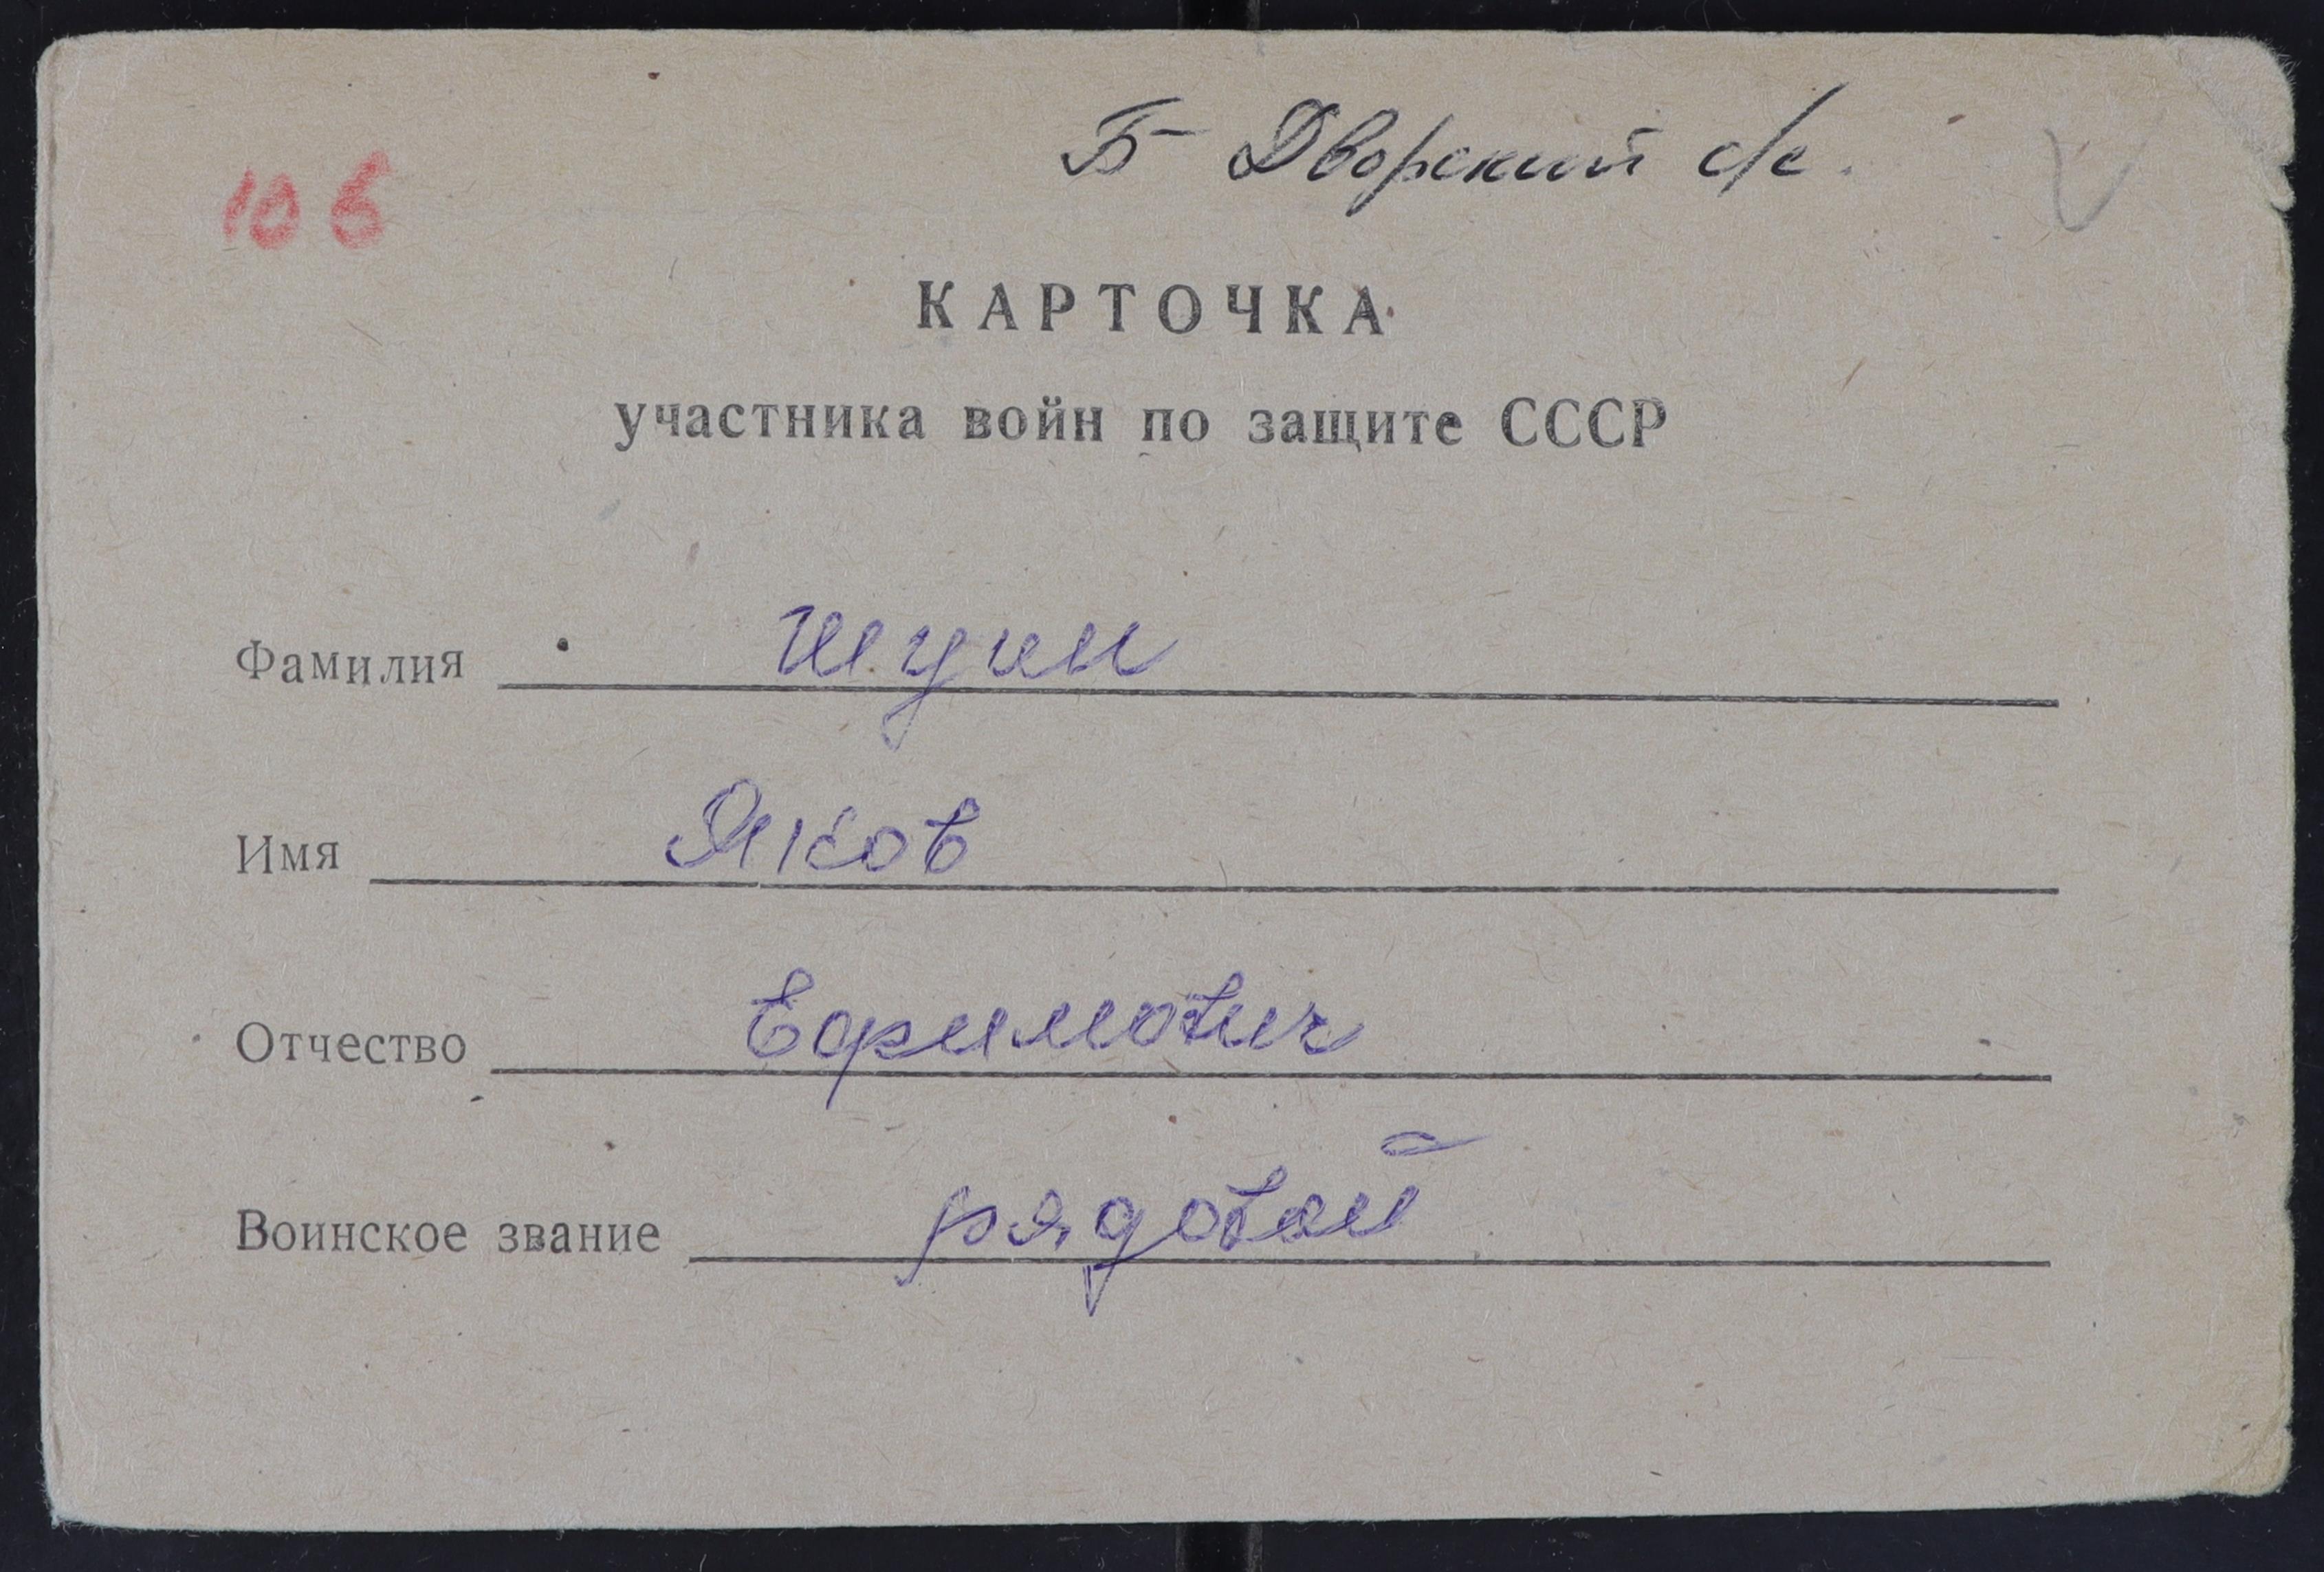 Б Дворский с/с.
106
КАРТОЧКА
участника войн по защите СССР
Фамилия Шуин
Имя Яков
Отчество Ефимович
Воинское звание рядовой